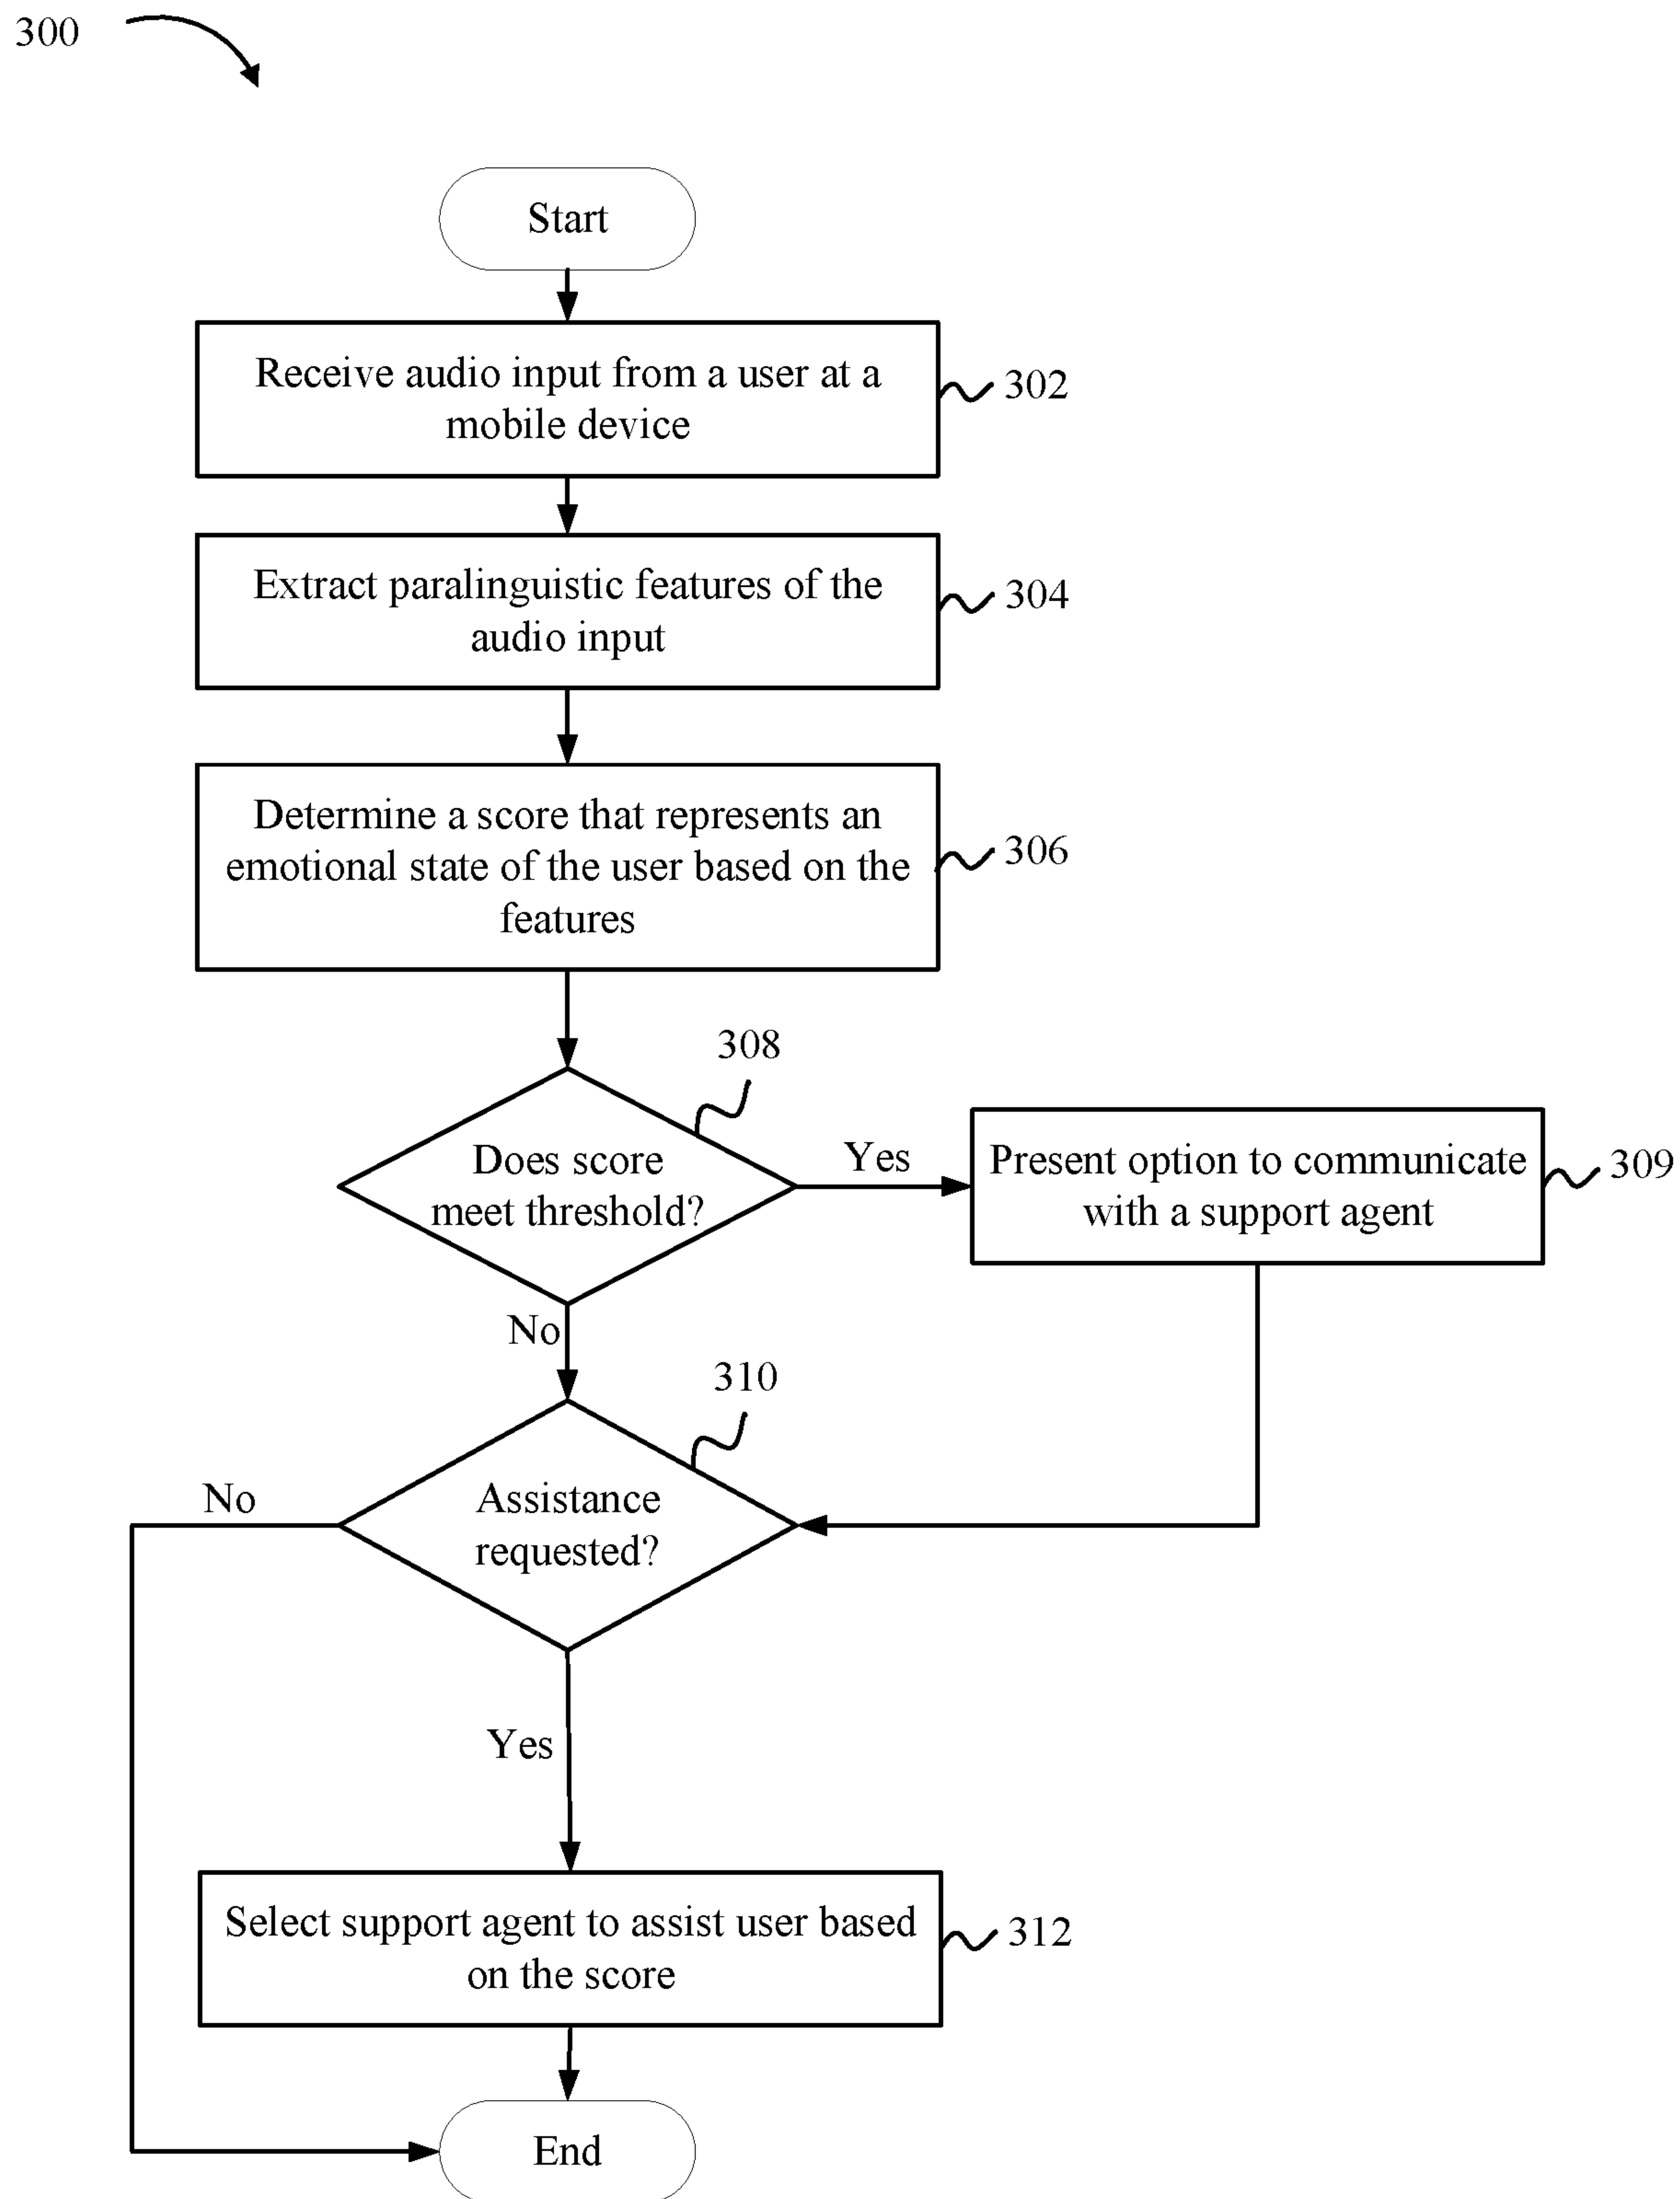 300
Start
Receive audio input from a user at a
mobile device
302
Extract paralinguistic features of the
audio input
304
Determine a score that represents an
emotional state of the user based on the
features
306
308
Does score
meet threshold?
Yes
Present option to communicate
with a support agent
309
No
310
Assistance
requested?
No
Yes
Select support agent to assist user based
on the score
312
End